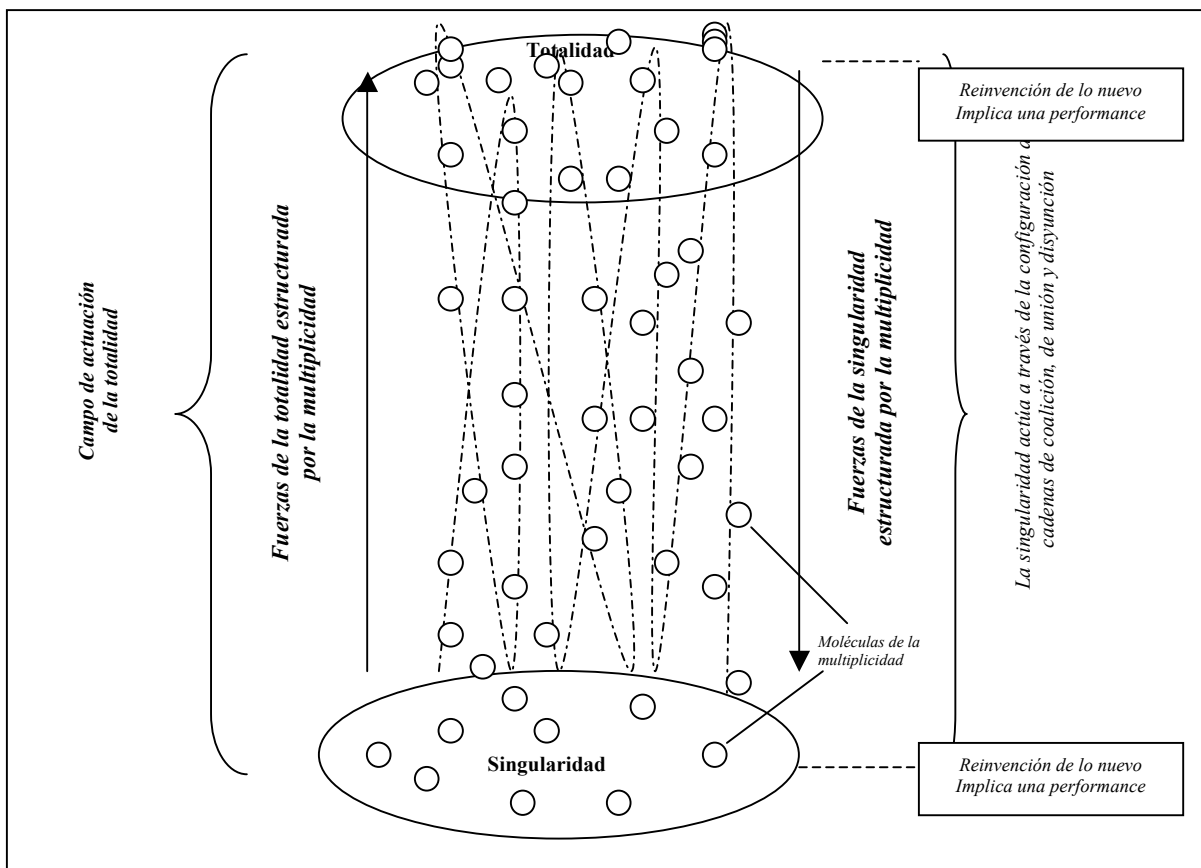 Totalidad
Reinvención de lo nuevo
Implica una performance
Campo de actuación
de la totalidad
Fuerzas de la totalidad estructurada
por la multiplicidad
Fuerzas de la singularidad
estructurada por la multiplicidad
La singularidad actúa a través de la configuración
cadenas de coalición, de unión y disyunción
Moléculas de la
multiplicidad
Singularidad
Reinvención de lo nuevo
Implica una performance